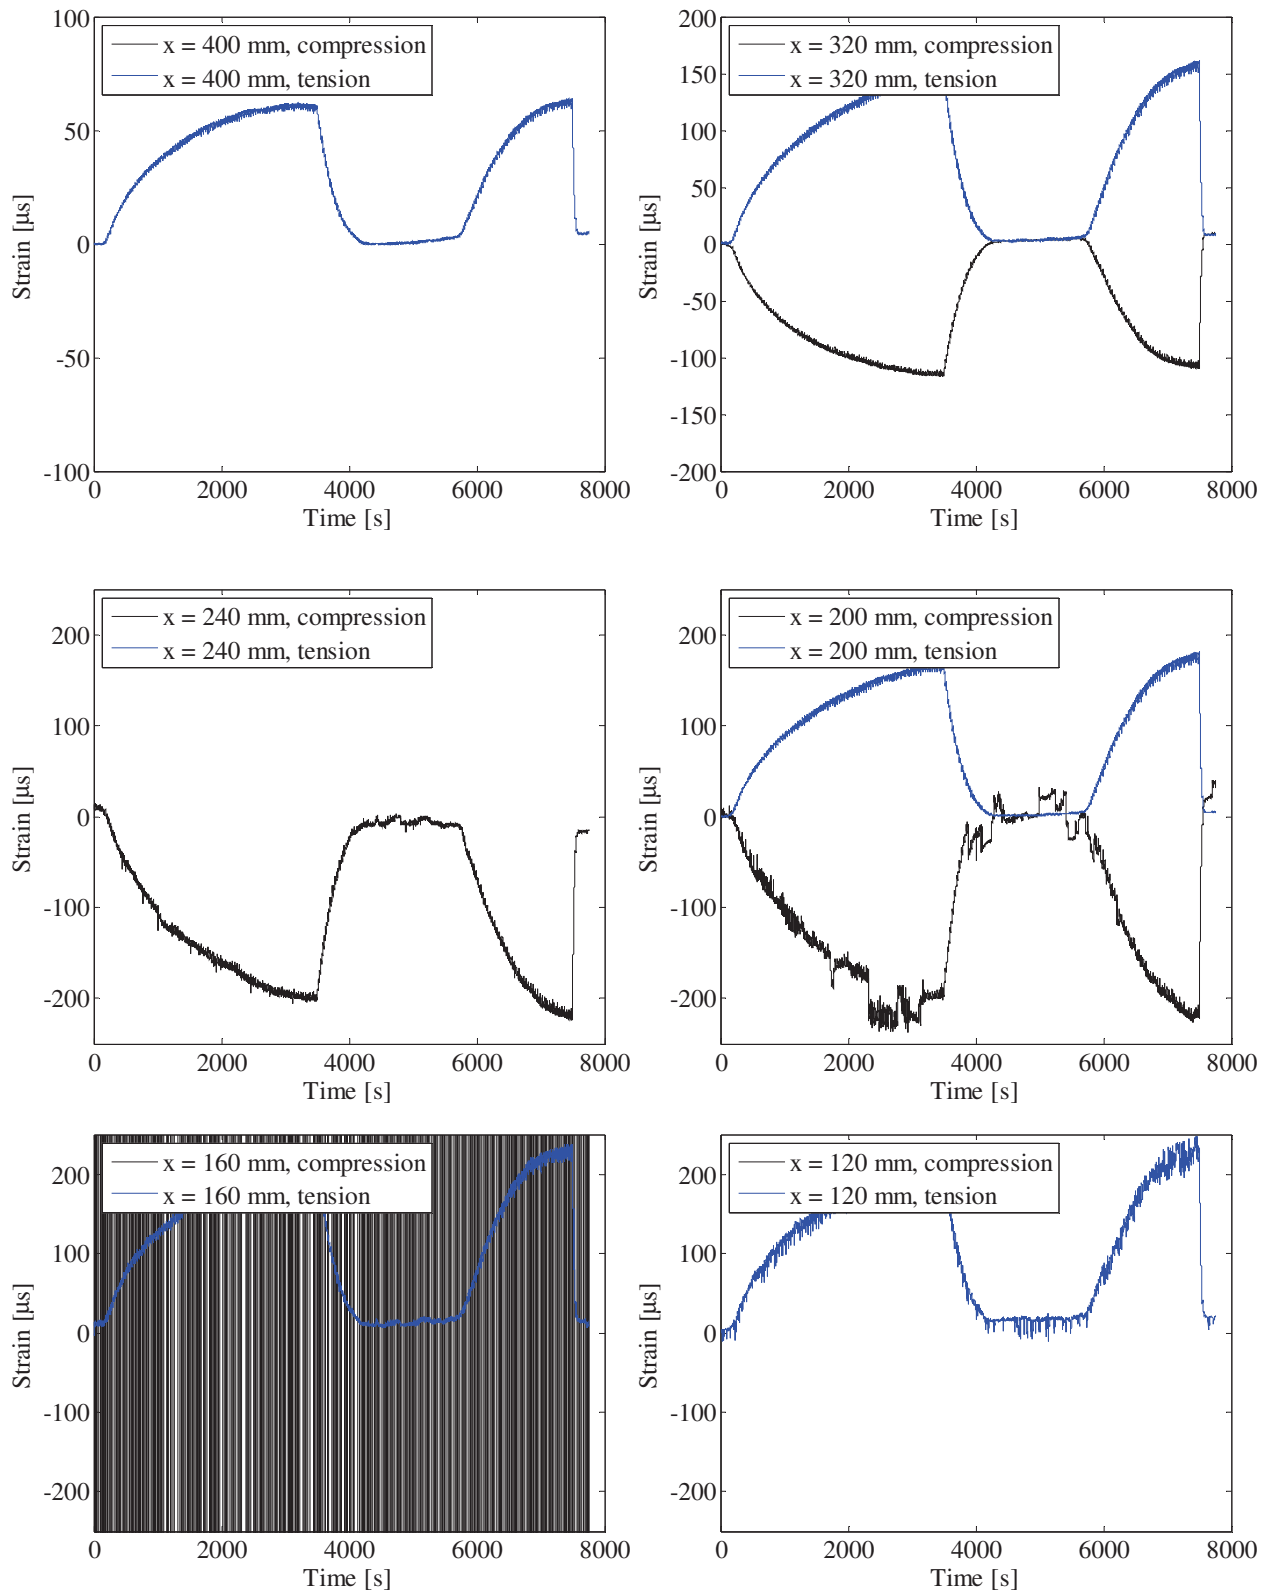 100
x = 400 mm, compression
x = 400 mm, tension
50
0
-50
-100
Strain [µs]
0 2000 4000 6000 8000
Time [s]
200
x = 320 mm, compression
x = 320 mm, tension
150
100
50
0
-50
-100
-150
-200
Strain [µs]
0 2000 4000 6000 8000
Time [s]
x = 240 mm, compression
x = 240 mm, tension
200
100
0
-100
-200
Strain [µs]
0 2000 4000 6000 8000
Time [s]
x = 200 mm, compression
x = 200 mm, tension
200
100
0
-100
-200
Strain [µs]
0 2000 4000 6000 8000
Time [s]
x = 160 mm, compression
x = 160 mm, tension
200
100
0
-100
-200
Strain [µs]
0 2000 4000 6000 8000
Time [s]
x = 120 mm, compression
x = 120 mm, tension
200
100
0
-100
-200
Strain [µs]
0 2000 4000 6000 8000
Time [s]